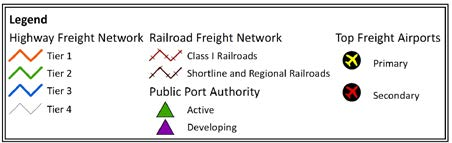 Legend
Highway Freight Network
Tier 1
Tier 2
Tier 3
Tier 4
Railroad Freight Network
Class I Railroads
Shortline and Regional Railroads
Public Port Authority
Active
Developing
Top Freight Airports
Primary
Secondary